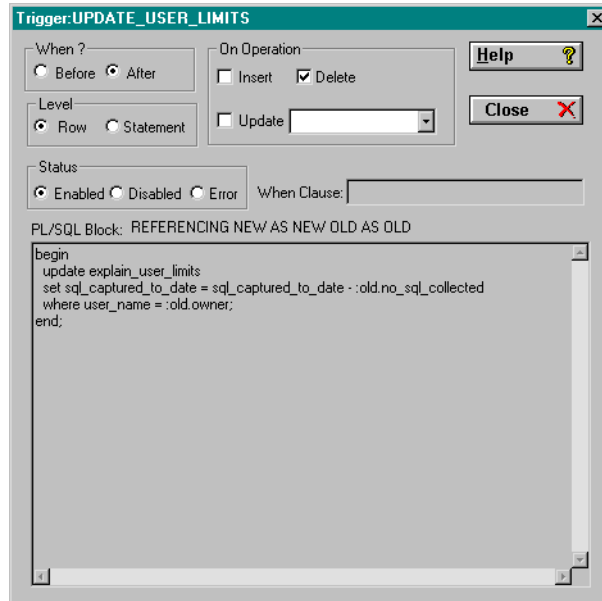 Trigger:UPDATE_USER_LIMITS
When ?
Before After
On Operation
Insert Delete
Help
Level
Row Statement
Update
Close
Status
Enabled Disabled Error
When Clause:
PL/SQL Block: REFERENCING NEW AS NEW OLD AS OLD
begin
update explain_user_limits
set sql_captured_to_date = sql_captured_to_date - :old.no_sql_collected
where user_name = :old.owner;
end;